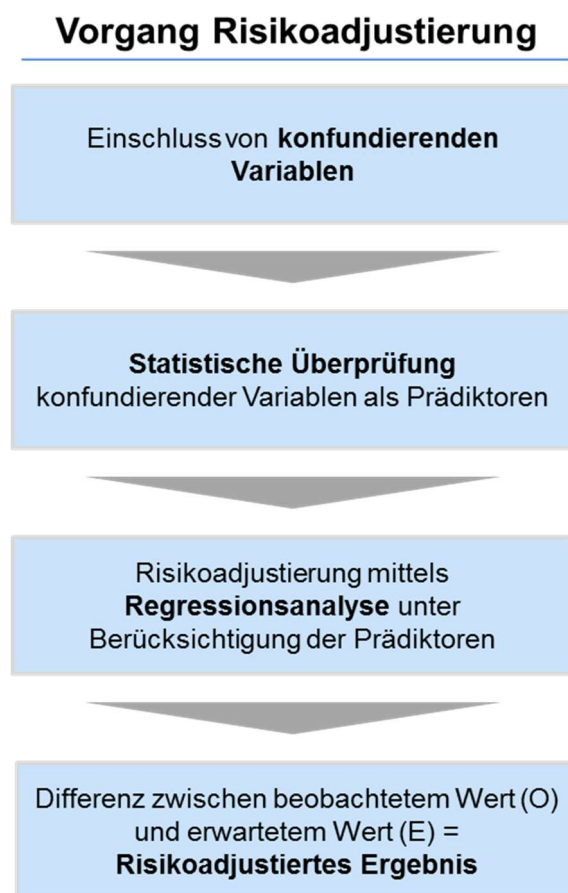 Vorgang Risikoadjustierung
Einschluss von konfundierenden
Variablen
Statistische Überprüfung
konfundierender Variablen als Prädiktoren
Risikoadjustierung mittels
Regressionsanalyse unter
Berücksichtigung der Prädiktoren
Differenz zwischen beobachtetem Wert (O)
und erwartetem Wert (E) =
Risikoadjustiertes Ergebnis